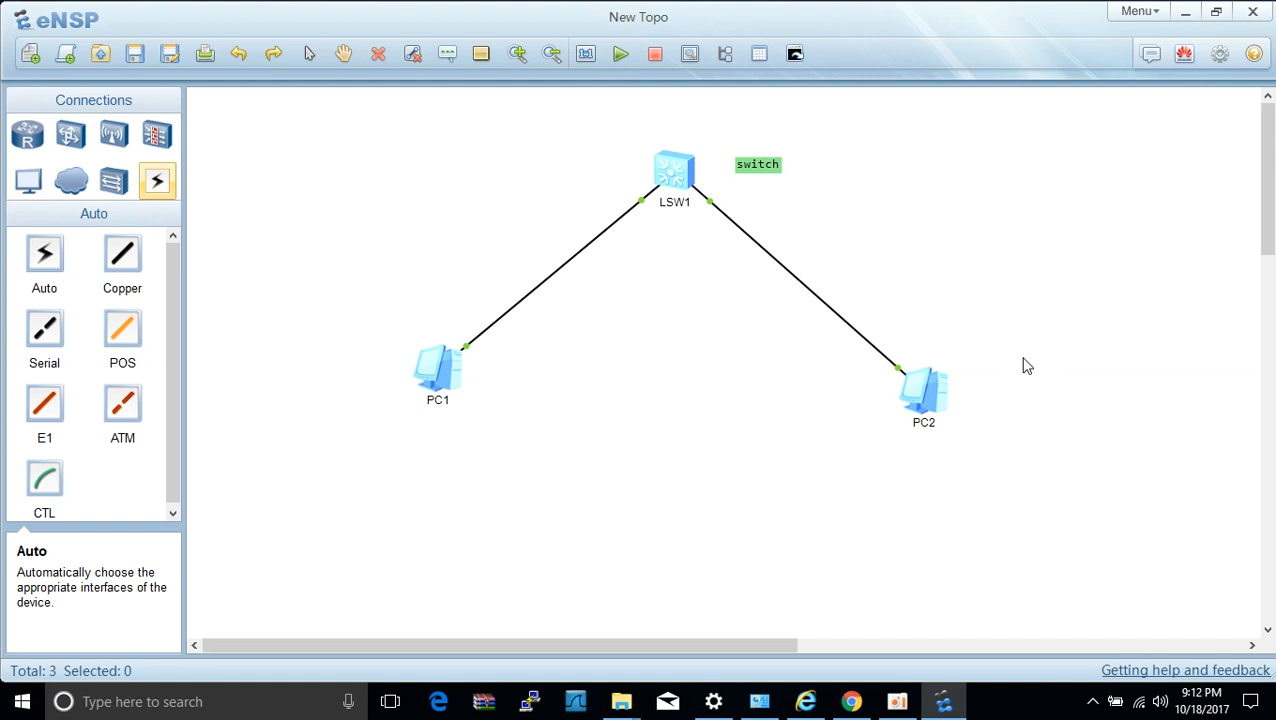 eNSP
New Topo
Menu
1:1
Connections
R
Auto
Auto
Copper
Serial
POS
E1
ATM
CTL
Auto
Automatically choose the
appropriate interfaces of the
device.
switch
LSW1
PC1
PC2
Total: 3 Selected: 0
Getting help and feedback
Type here to search
9:12 PM
10/18/2017